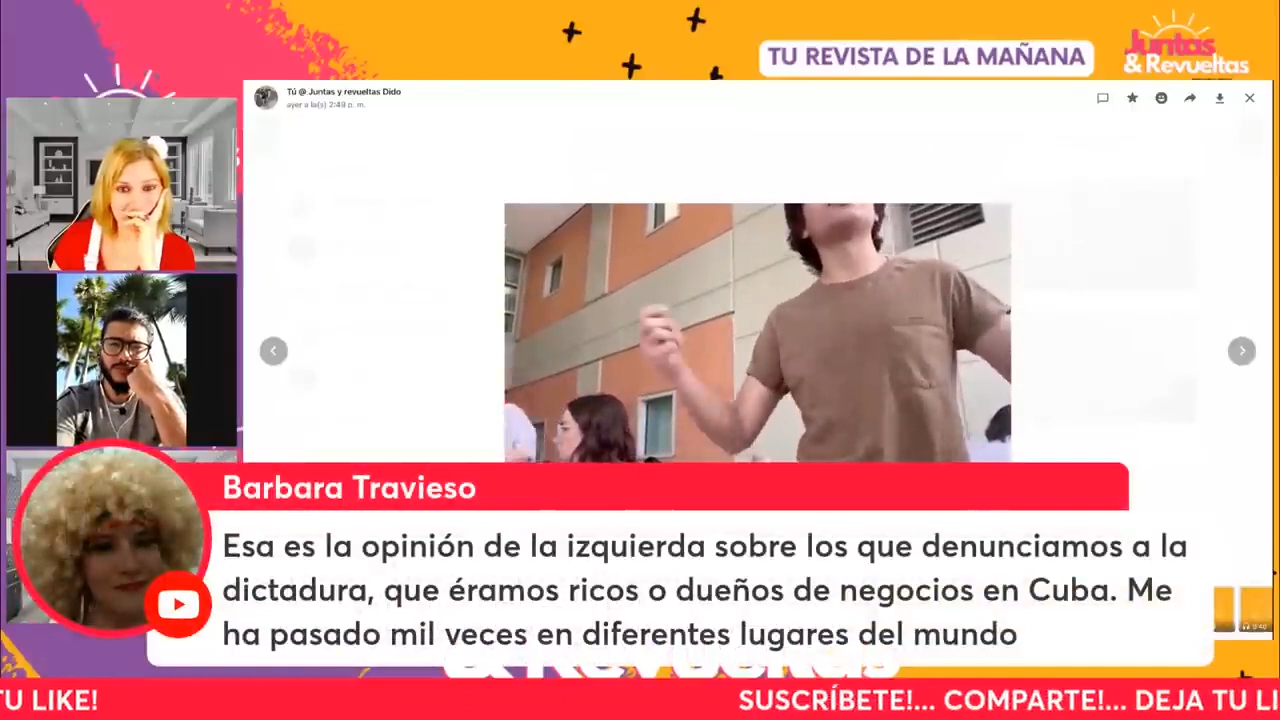 TU REVISTA DE LA MAÑANA
Juntas
& Revueltas
Tú @ Juntas y revueltas Dido
ayer a la(s) 2:49 p. m.
Barbara Travieso
Esa es la opinión de la izquierda sobre los que denunciamos a la
dictadura, que éramos ricos o dueños de negocios en Cuba. Me
ha pasado mil veces en diferentes lugares del mundo
& Revueltas
TU LIKE! SUSCRÍBETE!... COMPARTE!... DEJA TU LI